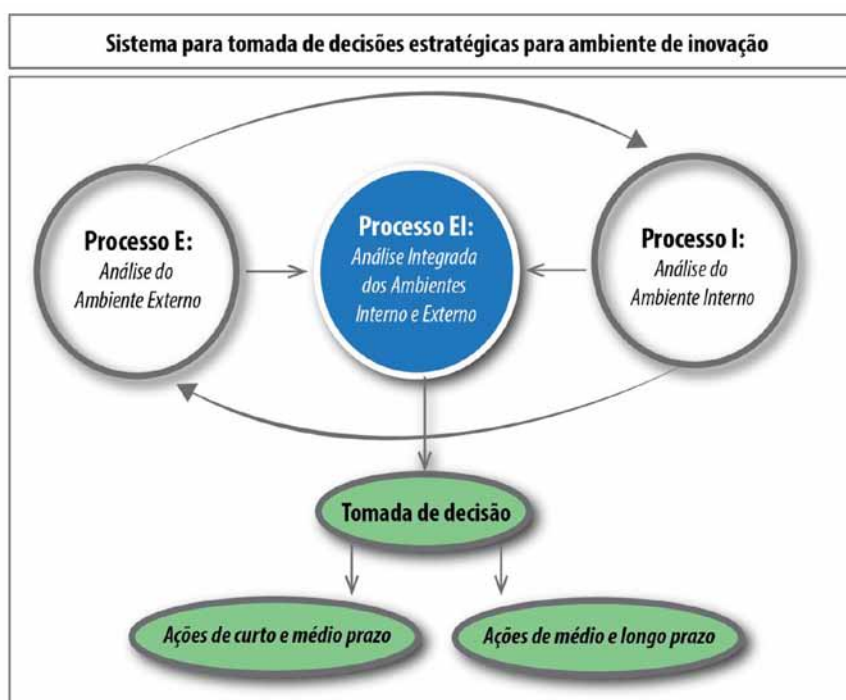 Sistema para tomada de decisões estratégicas para ambiente de inovação
Processo E:
Análise do
Ambiente Externo
Processo EI:
Análise Integrada
dos Ambientes
Interno e Externo
Processo I:
Análise do
Ambiente Interno
Tomada de decisão
Ações de curto e médio prazo
Ações de médio e longo prazo